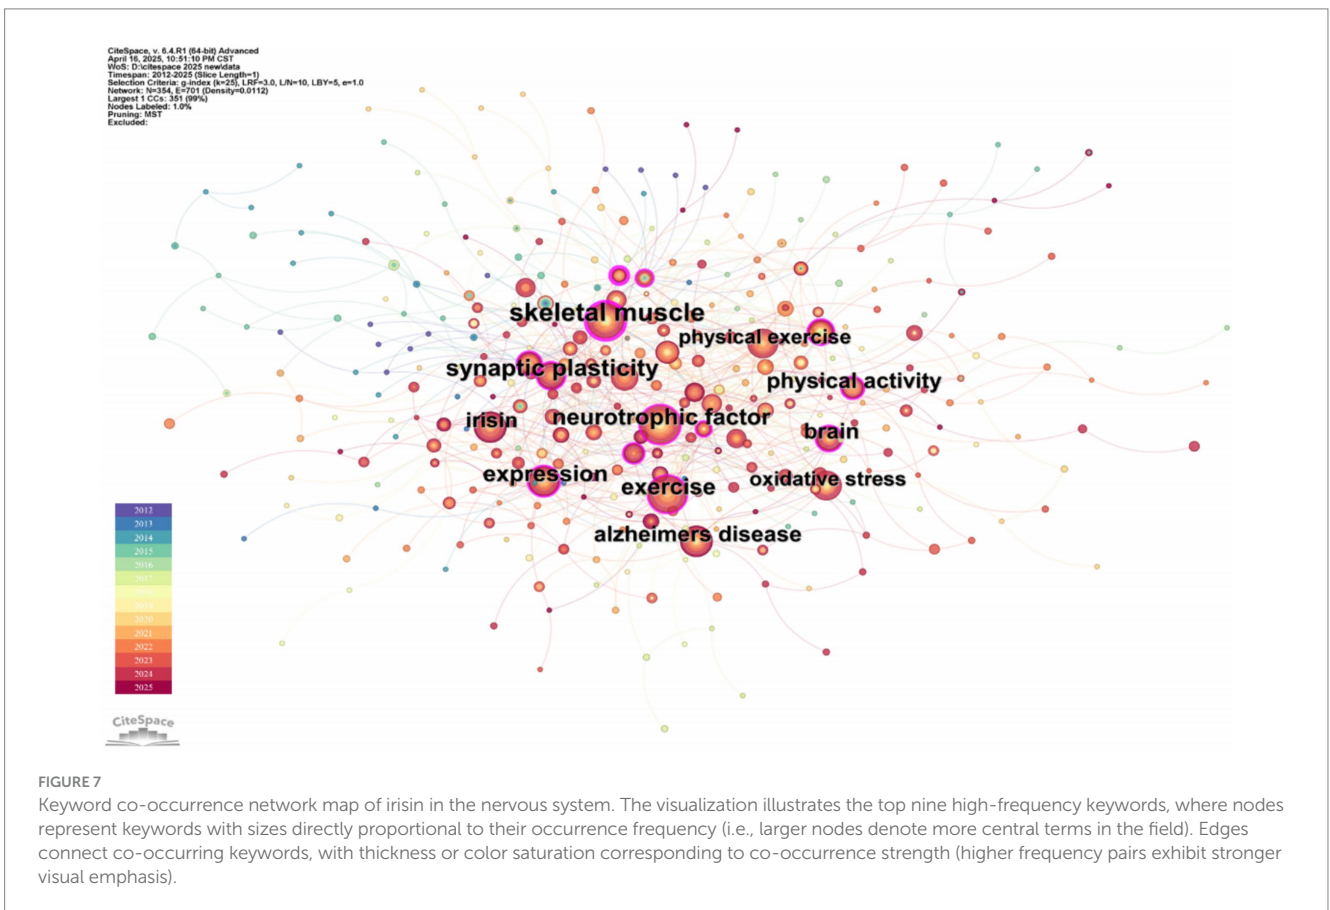 CiteSpace, v. 6.4.R1 (64-bit) Advanced
April 16, 2025, 10:51:10 PM CST
WoS: D:\citespace 2025 new\data
Timespan: 2012-2025 (Slice Length=1)
Selection Criteria: g-index (k=25), LRF=3.0, L/N=10, LBY=5, e=1.0
Network: N=354, E=701 (Density=0.0112)
Largest 1 CCs: 351 (99%)
Nodes Labeled: 1.0%
Pruning: MST
Excluded:
skeletal muscle
physical exercise
synaptic plasticity
physical activity
irisin
neurotrophic factor
brain
expression
exercise
oxidative stress
alzheimers disease
2012
2013
2014
2015
2016
2017
2018
2019
2020
2021
2022
2023
2024
2025
CiteSpace
FIGURE 7
Keyword co-occurrence network map of irisin in the nervous system. The visualization illustrates the top nine high-frequency keywords, where nodes
represent keywords with sizes directly proportional to their occurrence frequency (i.e., larger nodes denote more central terms in the field). Edges
connect co-occurring keywords, with thickness or color saturation corresponding to co-occurrence strength (higher frequency pairs exhibit stronger
visual emphasis).